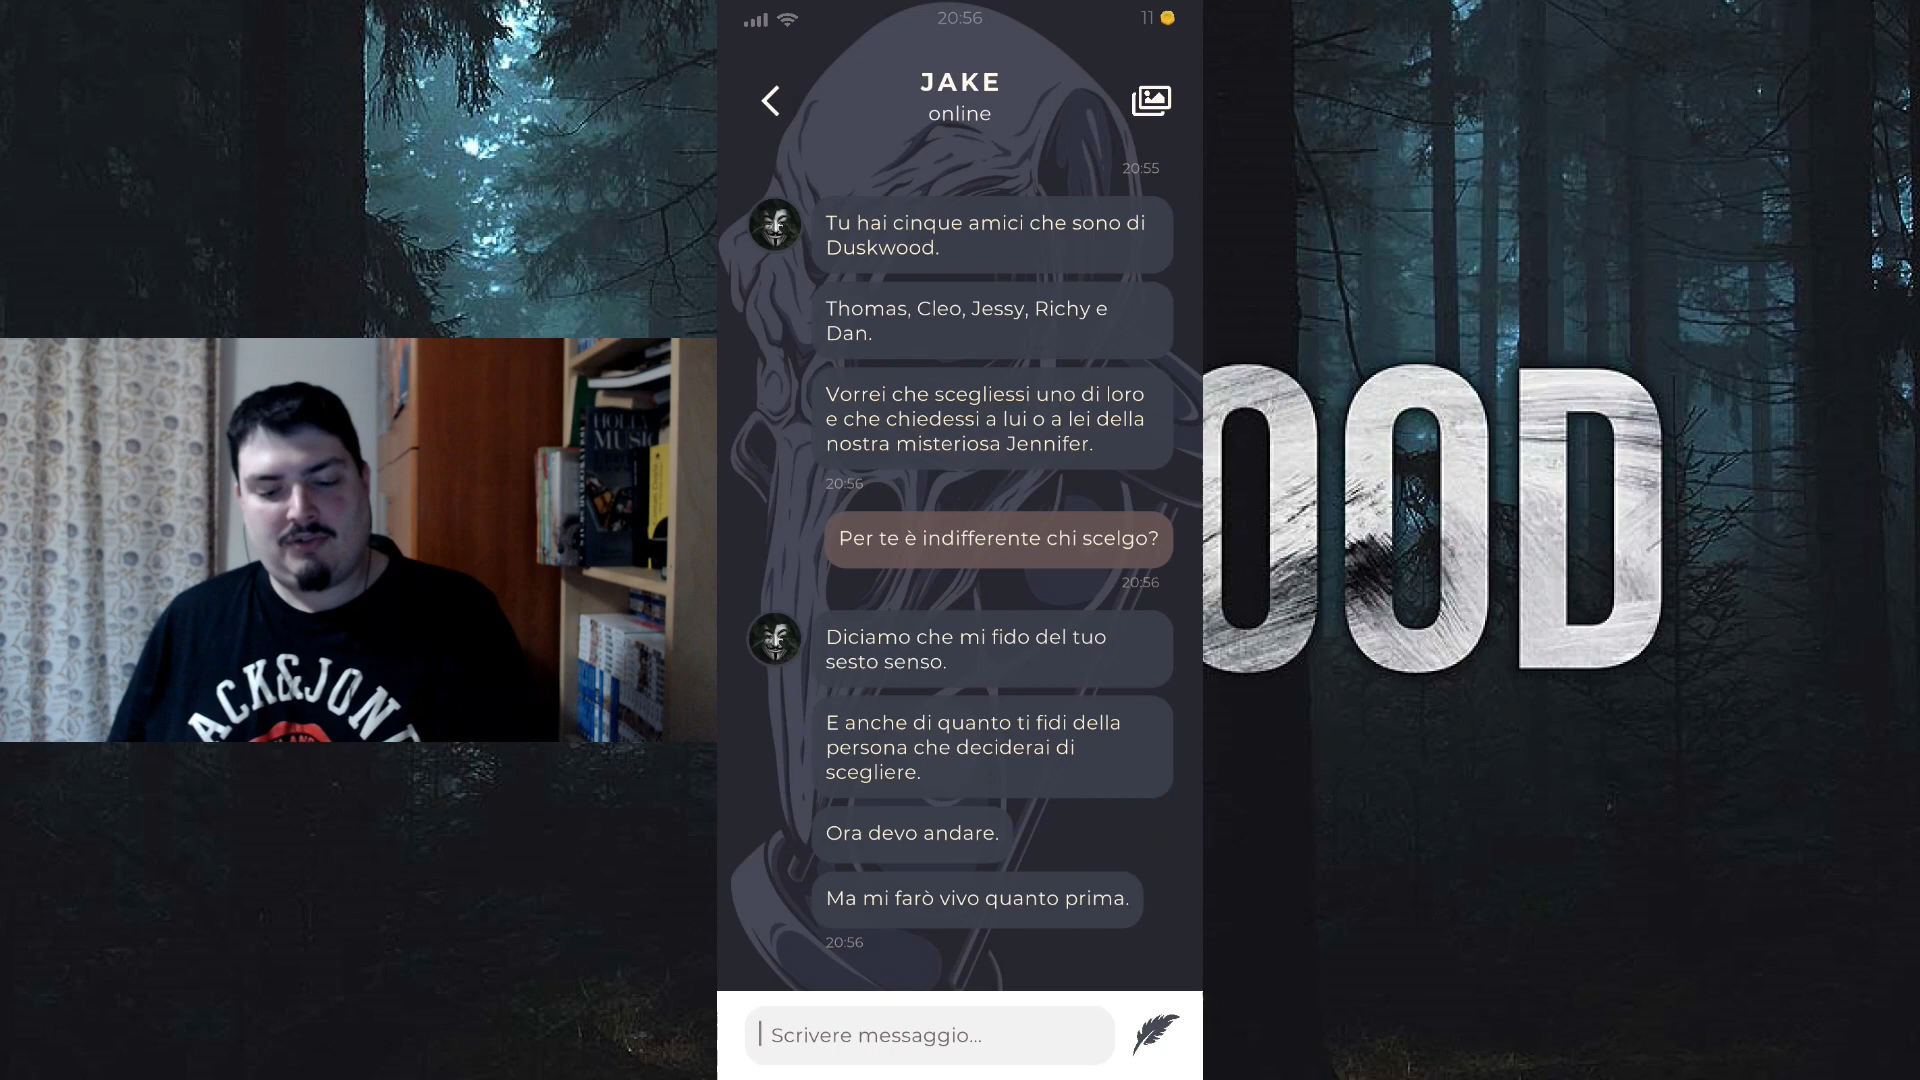 20:56
11
JAKE
online
20:55
Tu hai cinque amici che sono di
Duskwood.
Thomas, Cleo, Jessy, Richy e
Dan.
Vorrei che scegliessi uno di loro
e che chiedessi a lui o a lei della
nostra misteriosa Jennifer.
20:56
Per te è indifferente chi scelgo?
20:56
Diciamo che mi fido del tuo
sesto senso.
E anche di quanto ti fidi della
persona che deciderai di
scegliere.
Ora devo andare.
Ma mi farò vivo quanto prima.
20:56
Scrivere messaggio...
OOD
HOLLY
MUSIC
ACK&JON